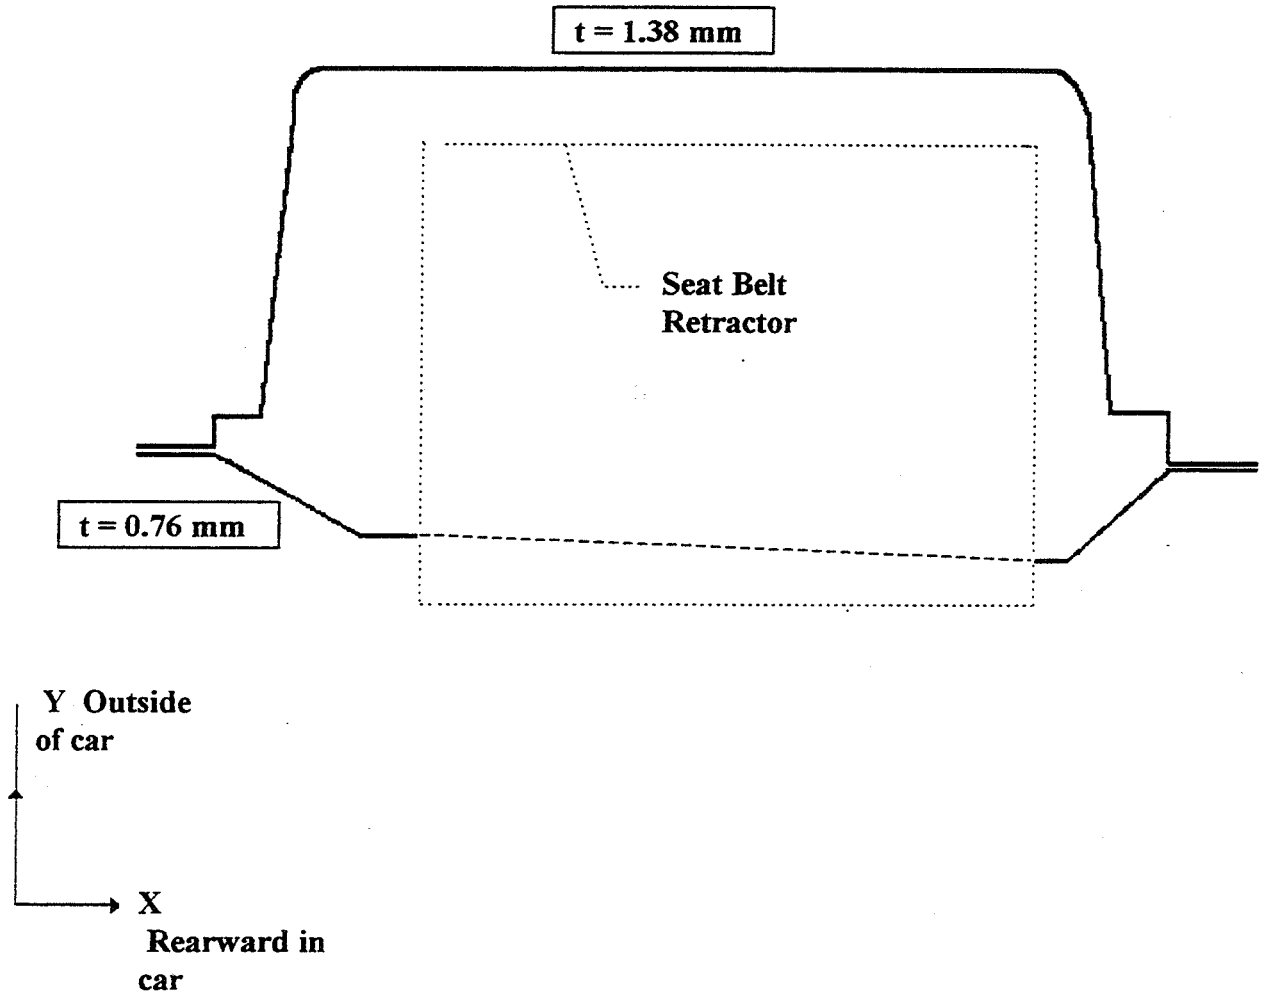 t = 1.38 mm
Seat Belt
Retractor
t = 0.76 mm
Y Outside
of car
X
Rearward in
car